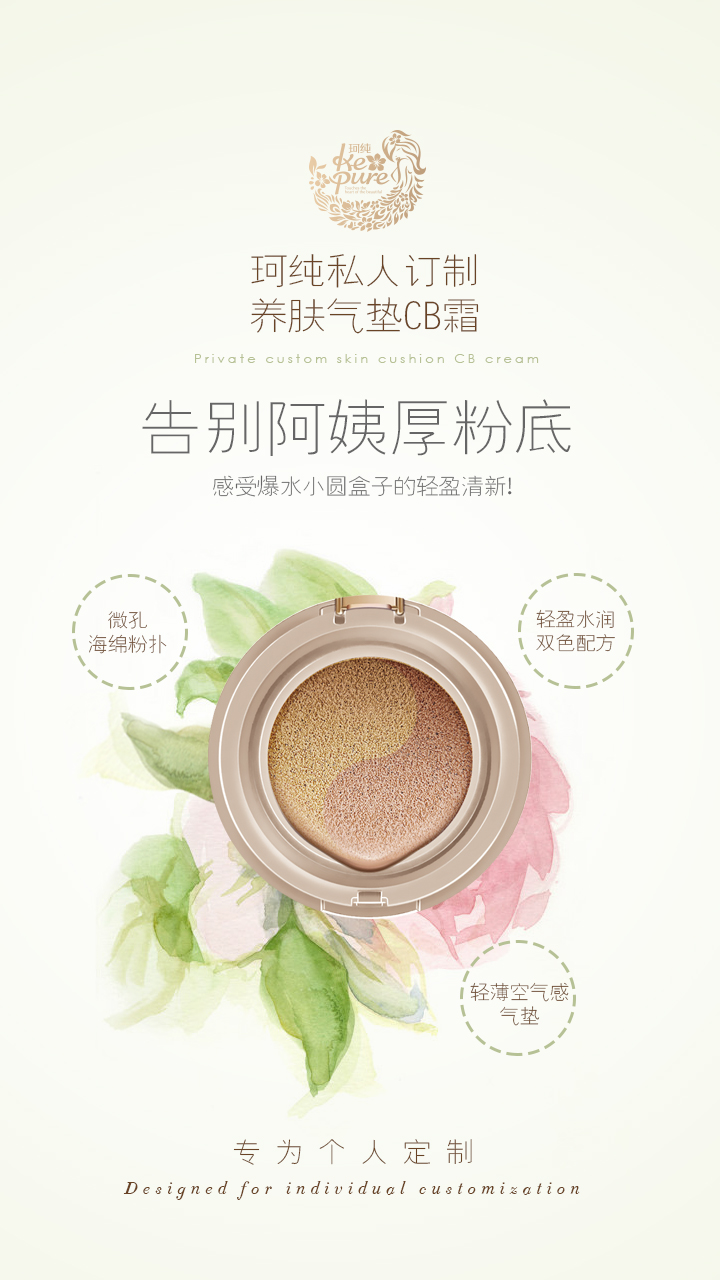 珂纯
Ke
pure
珂纯私人订制
养肤气垫CB霜
Private custom skin cushion CB cream
告别阿姨厚粉底
感受爆水小圆盒子的轻盈清新!
微孔
海绵粉扑
轻盈水润
双色配方
轻薄空气感
气垫
专为个人定制
Designed for individual customization